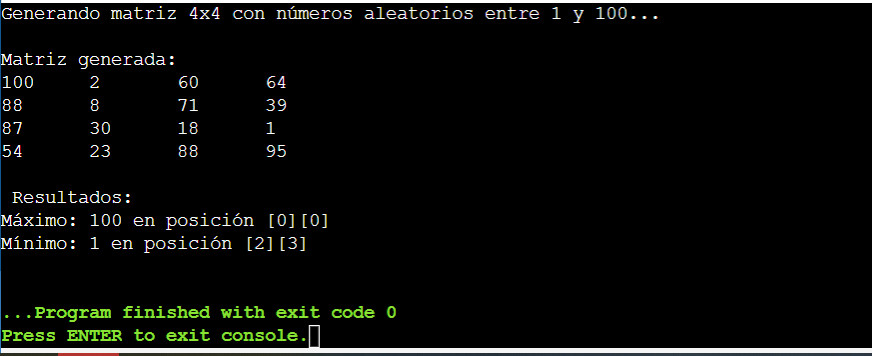 Generando matriz 4x4 con números aleatorios entre 1 y 100...
Matriz generada:
100 2 60 64
88 8 71 39
87 30 18 1
54 23 88 95
Resultados:
Máximo: 100 en posición [0][0]
Mínimo: 1 en posición [2][3]
...Program finished with exit code 0
Press ENTER to exit console.